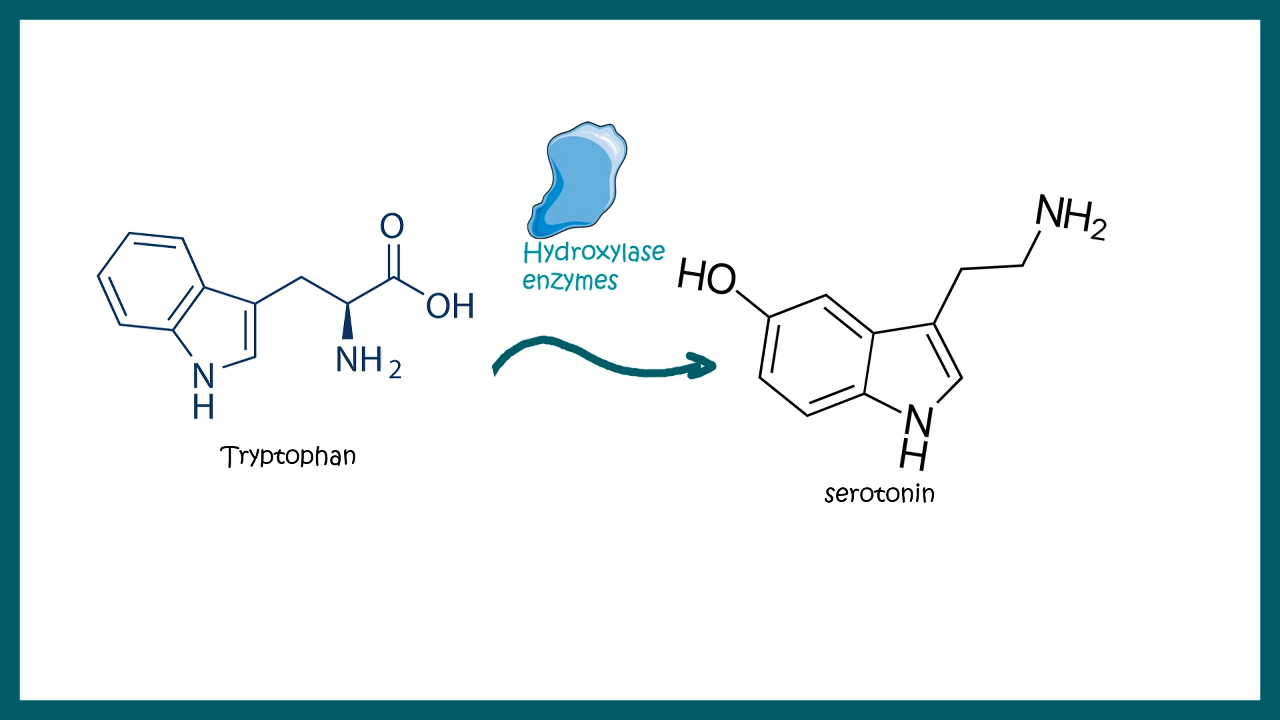 O
OH
NH2
N
H
Tryptophan
Hydroxylase
enzymes
HO
NH2
N
H
serotonin